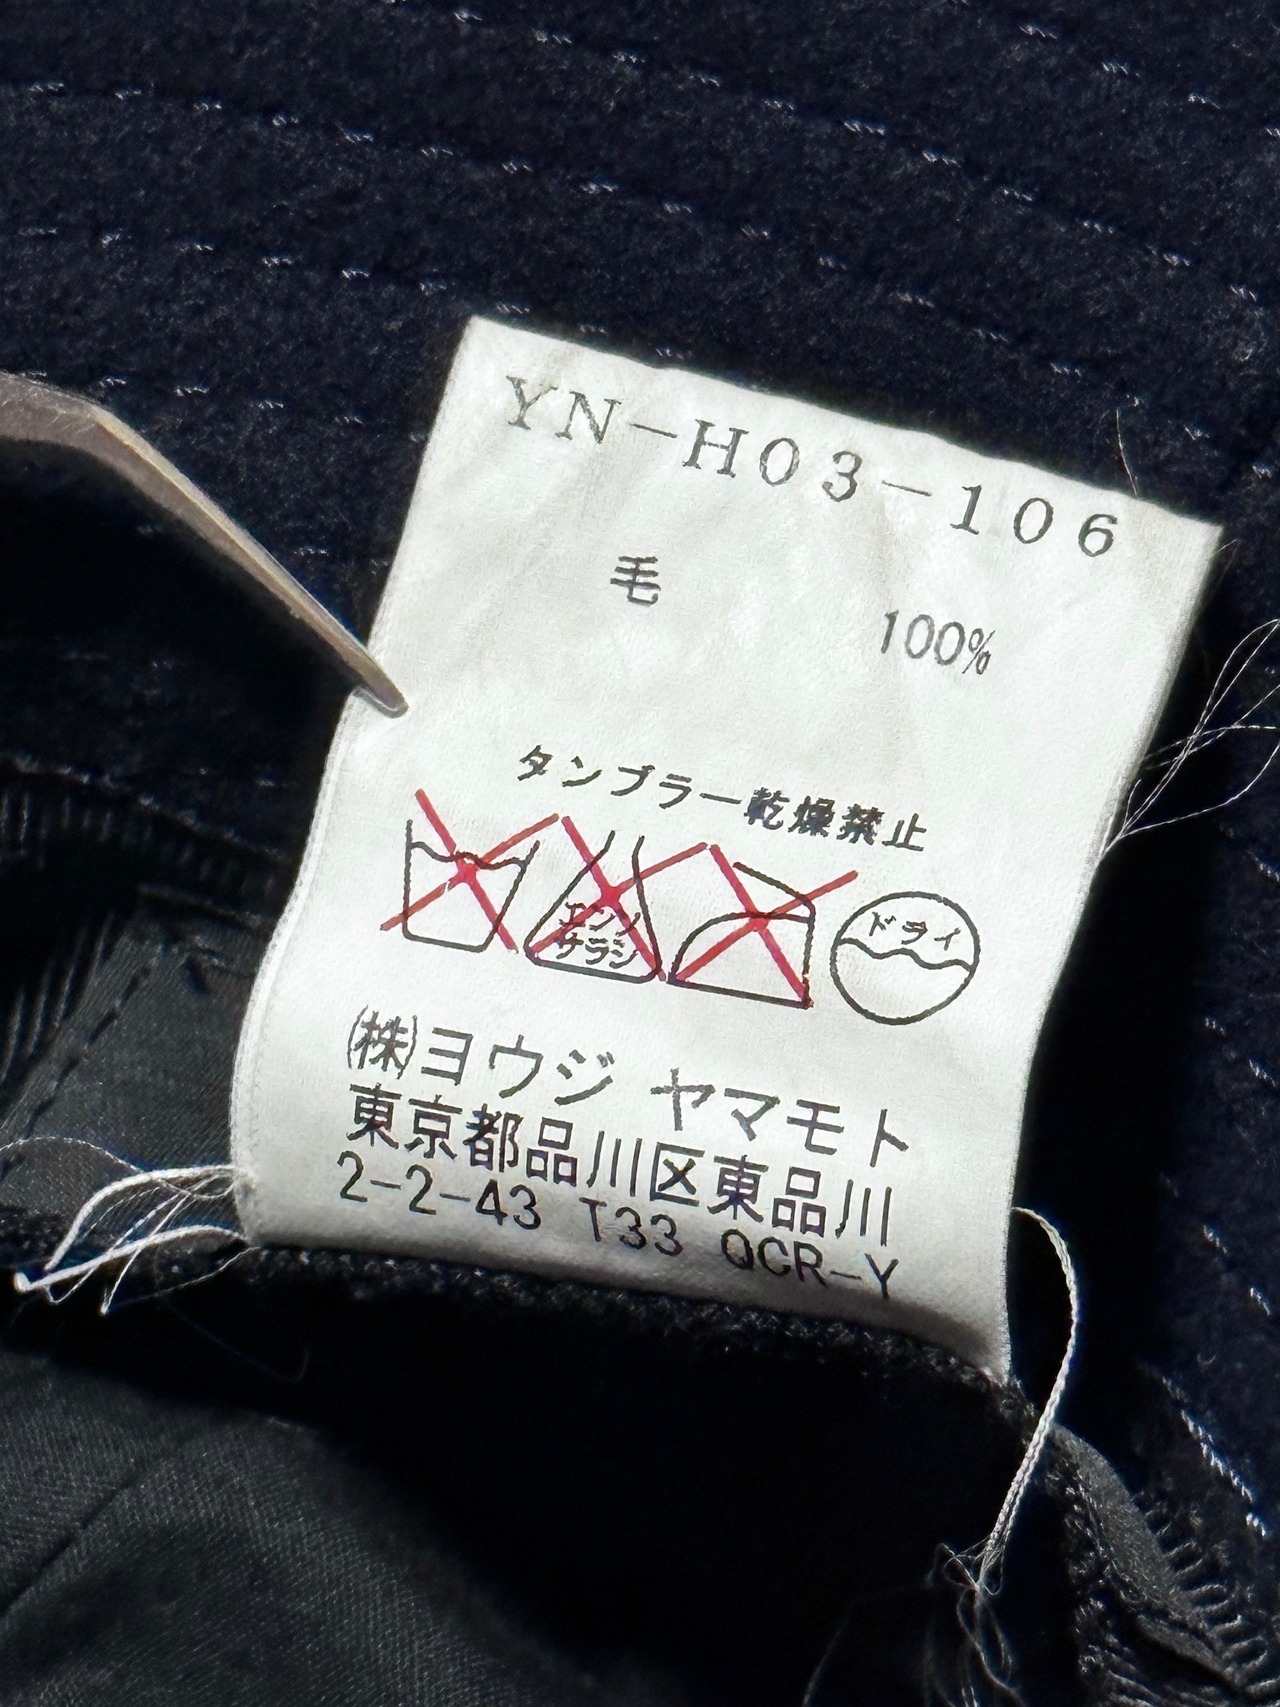 YN-H03-106
毛 100%
タンブラー乾燥禁止
エンソ
サラシ
ドライ
(株)ヨウジ ヤマモト
東京都品川区東品川
2-2-43 T33 QCR-Y